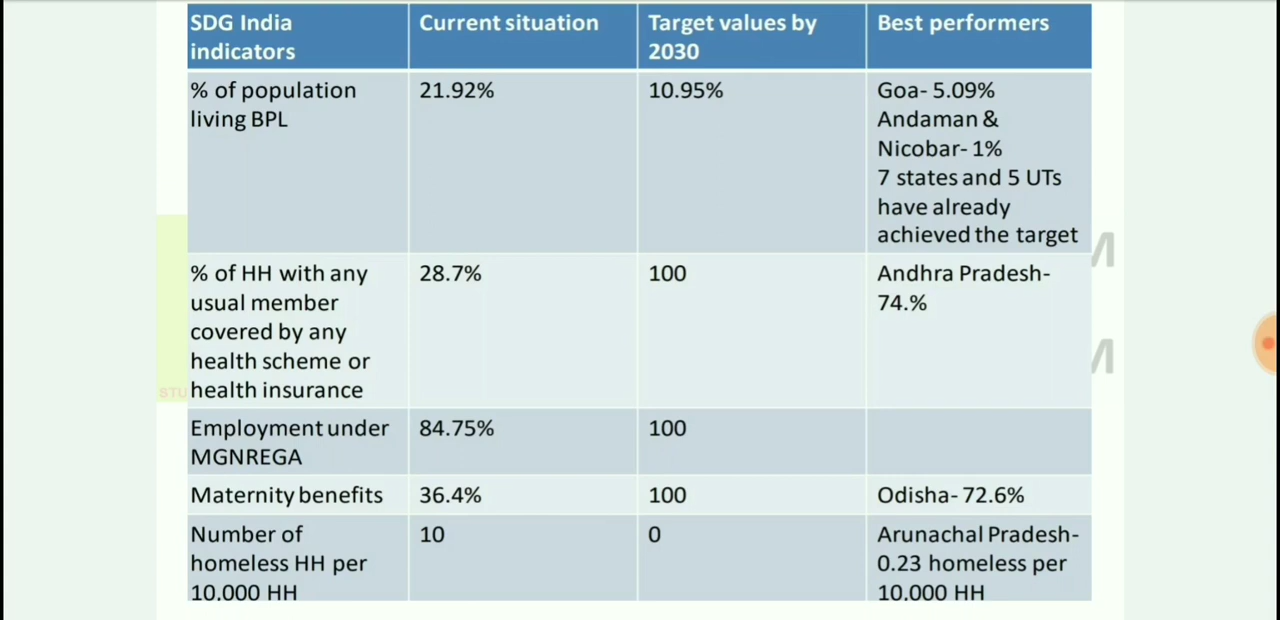 SDG India indicators
Current situation
Target values by 2030
Best performers
% of population living BPL
21.92%
10.95%
Goa- 5.09%
Andaman & Nicobar- 1%
7 states and 5 UTs have already achieved the target
% of HH with any usual member covered by any health scheme or health insurance
28.7%
100
Andhra Pradesh- 74.%
Employment under MGNREGA
84.75%
100
Maternity benefits
36.4%
100
Odisha- 72.6%
Number of homeless HH per 10,000 HH
10
0
Arunachal Pradesh- 0.23 homeless per 10,000 HH